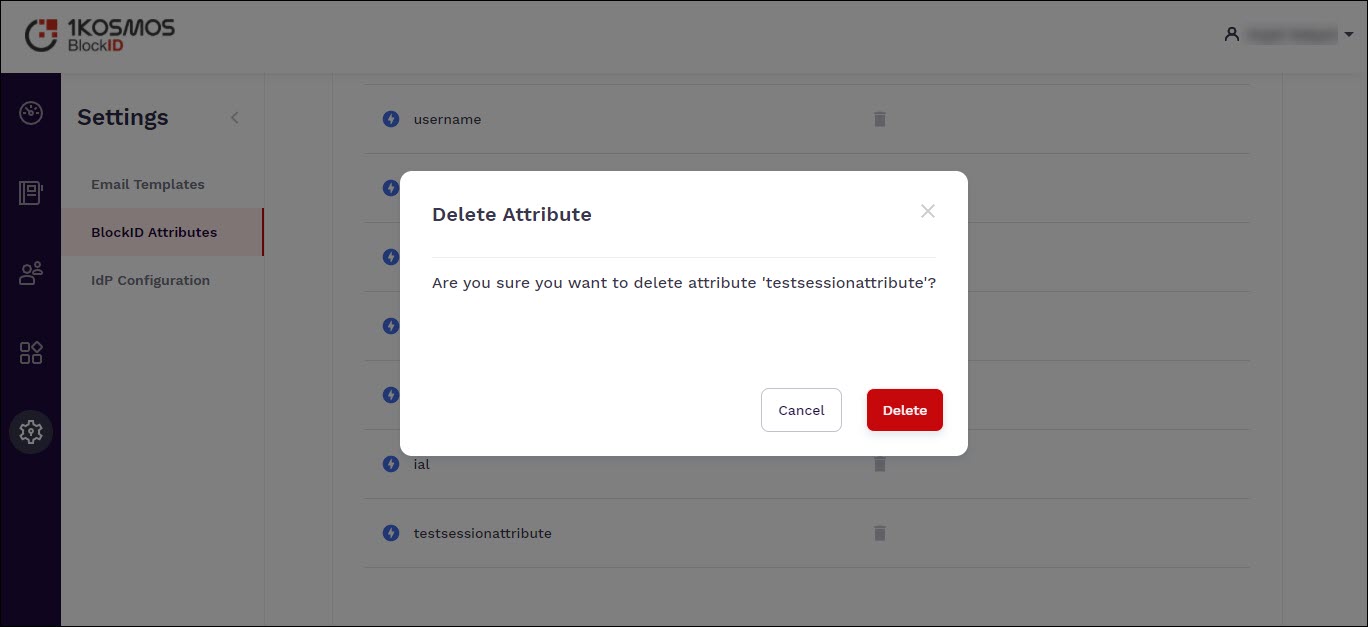 1KOSMOS
BlockID
Settings
Email Templates
BlockID Attributes
IdP Configuration
username
Delete Attribute
Are you sure you want to delete attribute 'testsessionattribute'?
Cancel
Delete
ial
testsessionattribute